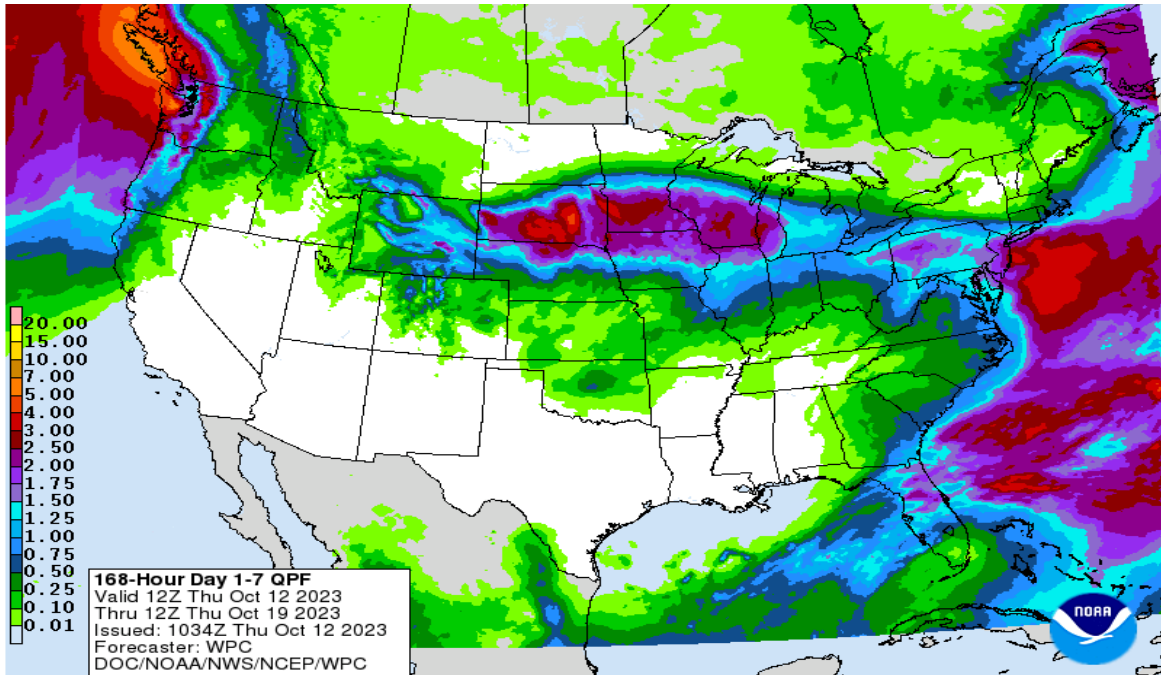 20.00
15.00
10.00
7.00
5.00
4.00
3.00
2.50
2.00
1.75
1.50
1.25
1.00
0.75
0.50
0.25
0.10
0.01
168-Hour Day 1-7 QPF
Valid 12Z Thu Oct 12 2023
Thru 12Z Thu Oct 19 2023
Issued: 1034Z Thu Oct 12 2023
Forecaster: WPC
DOC/NOAA/NWS/NCEP/WPC
NOAA